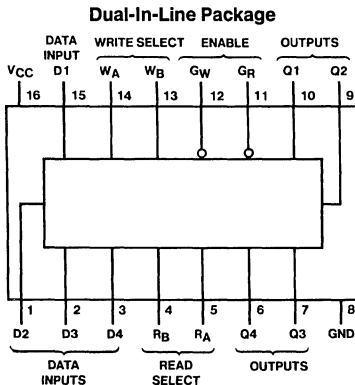 Dual-In-Line Package
DATA INPUT WRITE SELECT ENABLE OUTPUTS
VCC D1 WA WB GW GR Q1 Q2
16 15 14 13 12 11 10 9
1 2 3 4 5 6 7 8
D2 D3 D4 RB RA Q4 Q3 GND
DATA INPUTS READ SELECT OUTPUTS